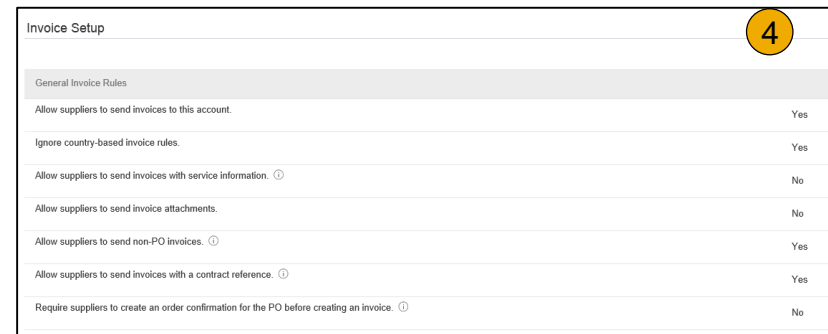 Invoice Setup
4
General Invoice Rules
Allow suppliers to send invoices to this account. Yes
Ignore country-based invoice rules. Yes
Allow suppliers to send invoices with service information. ⓘ No
Allow suppliers to send invoice attachments. No
Allow suppliers to send non-PO invoices. ⓘ Yes
Allow suppliers to send invoices with a contract reference. ⓘ Yes
Require suppliers to create an order confirmation for the PO before creating an invoice. ⓘ No